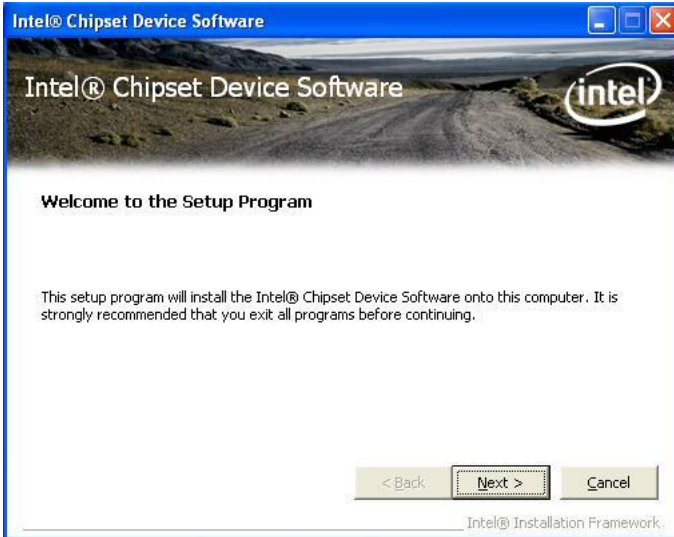 Intel® Chipset Device Software
Intel® Chipset Device Software
intel
Welcome to the Setup Program
This setup program will install the Intel® Chipset Device Software onto this computer. It is
strongly recommended that you exit all programs before continuing.
< Back Next > Cancel
Intel® Installation Framework